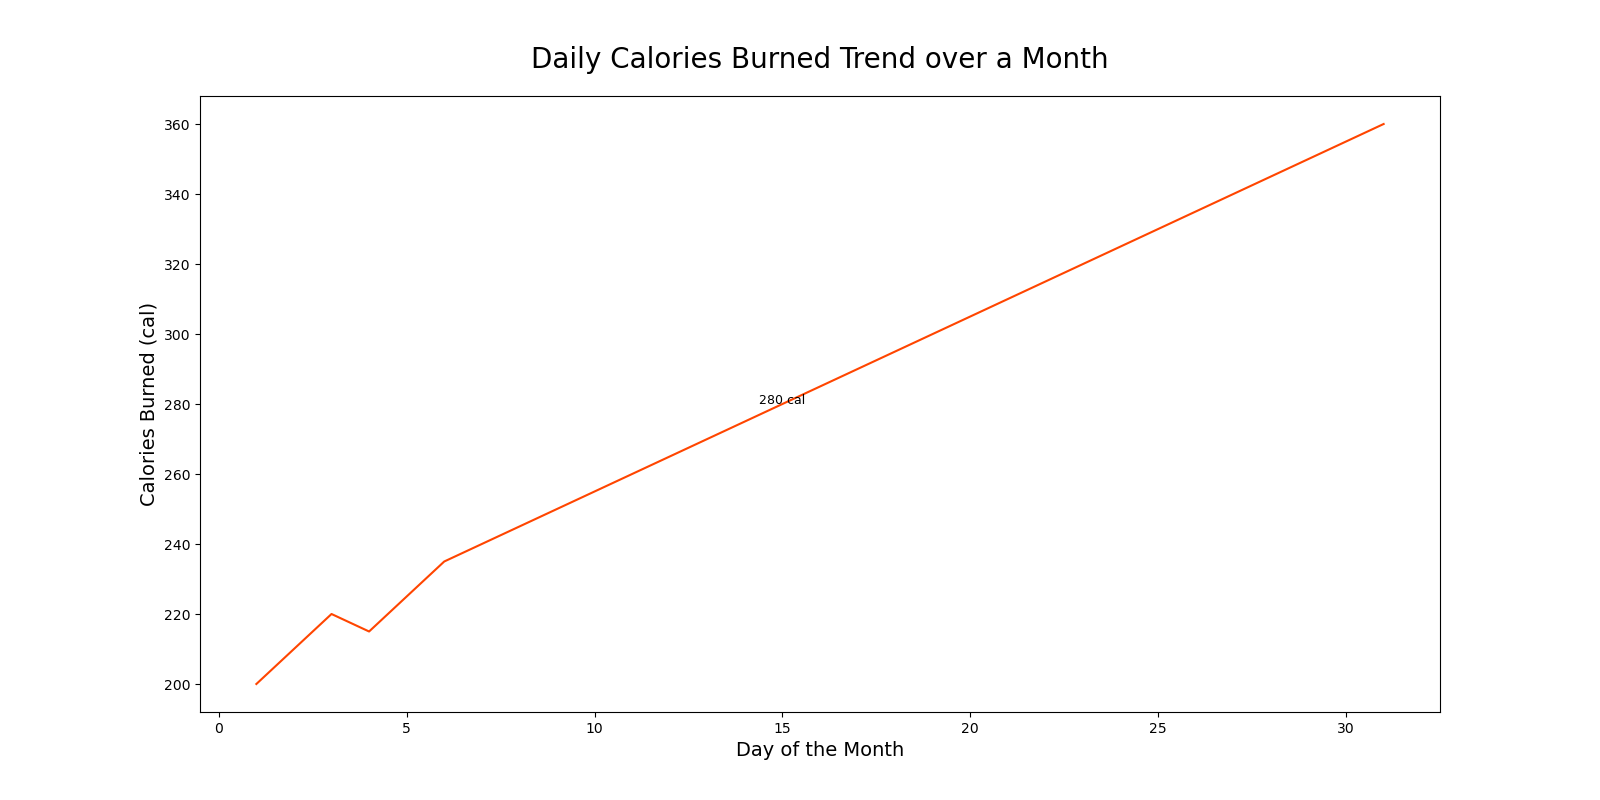 Daily Calories Burned Trend over a Month
Calories Burned (cal)
360
340
320
300
280
260
240
220
200
280 cal
0 5 10 15 20 25 30
Day of the Month